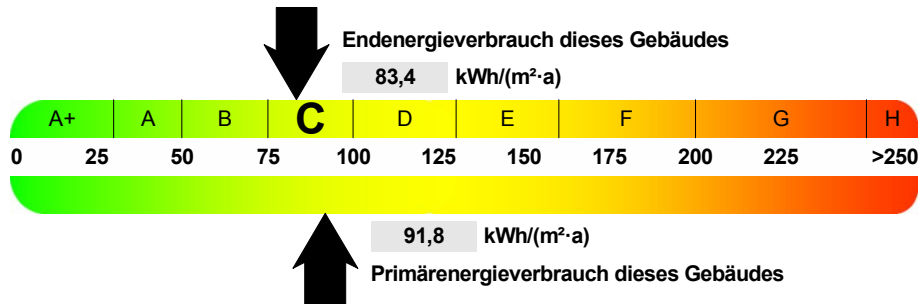 Endenergieverbrauch dieses Gebäudes
83,4 kWh/(m²·a)
A+ A B C D E F G H
0 25 50 75 100 125 150 175 200 225 >250
91,8 kWh/(m²·a)
Primärenergieverbrauch dieses Gebäudes